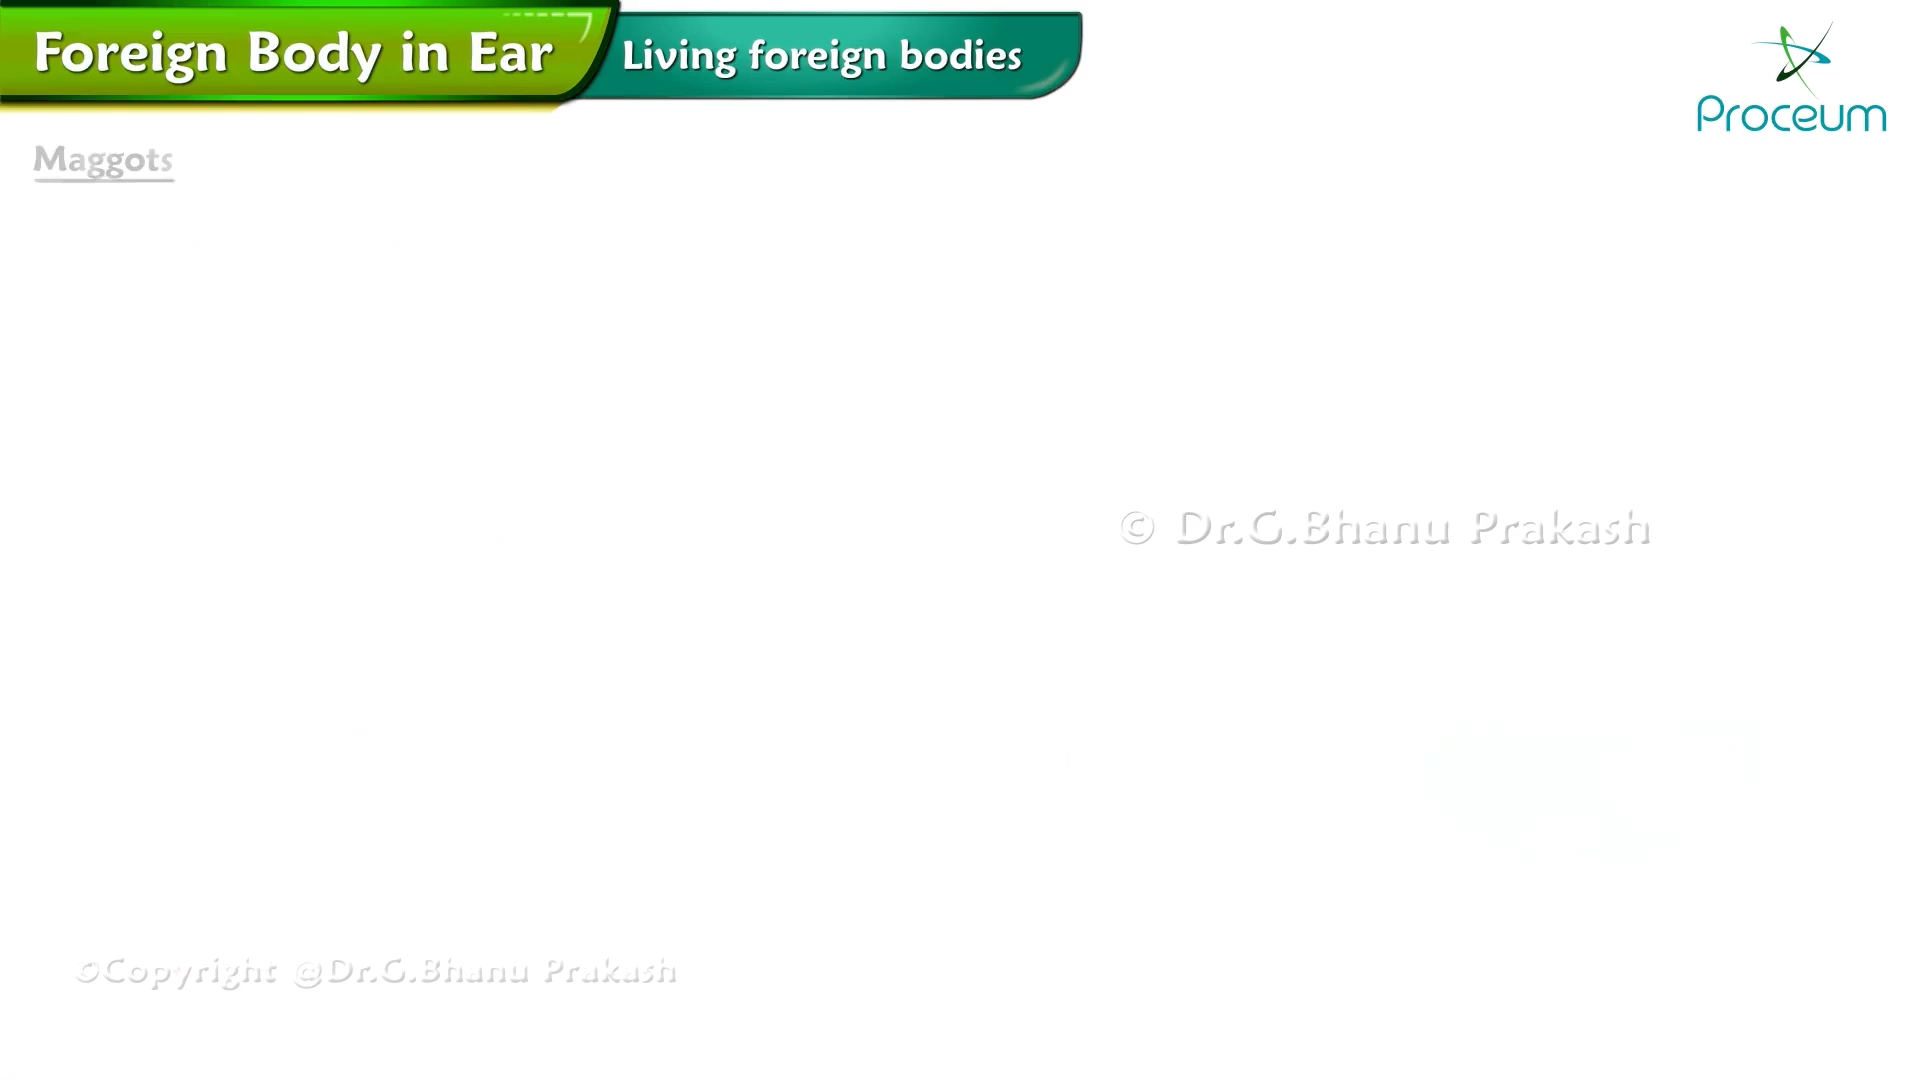 Foreign Body in Ear
Living foreign bodies
Proceum
Maggots
© Dr.G.Bhanu Prakash
©Copyright @Dr.G.Bhanu Prakash